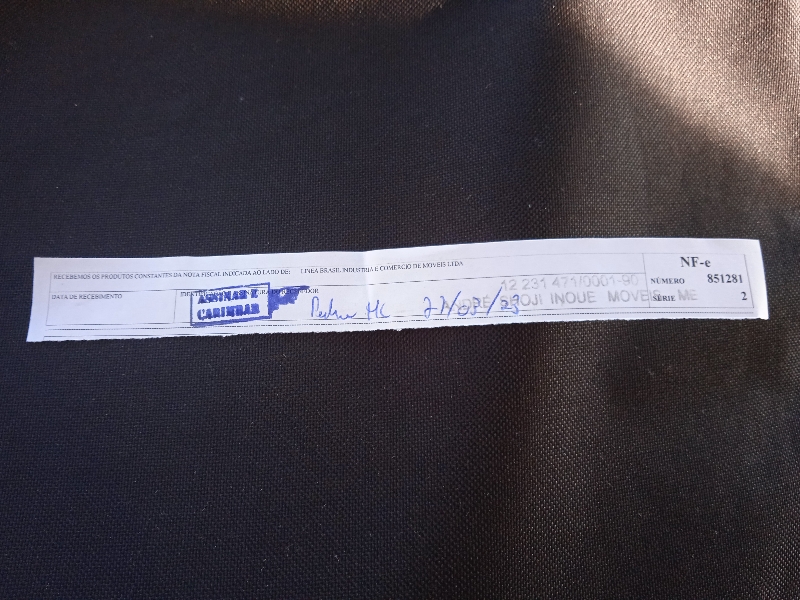 RECEBEMOS OS PRODUTOS CONSTANTES DA NOTA FISCAL INDICADA AO LADO DE: LINEA BRASIL INDUSTRIA E COMERCIO DE MOVEIS LTDA
NF-e
DATA DE RECEBIMENTO
ASSINAR E
CARIMBAR
12 231 471/0001-90
NÚMERO 851281
SHOJI INOUE MOVEIS ME
SÉRIE 2